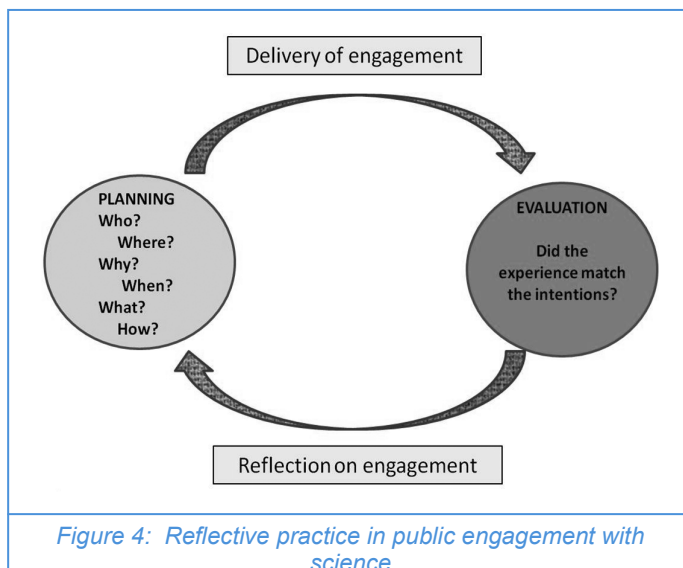 Delivery of engagement
PLANNING
Who?
Where?
Why?
When?
What?
How?
EVALUATION
Did the
experience match
the intentions?
Reflection on engagement
Figure 4: Reflective practice in public engagement with
science